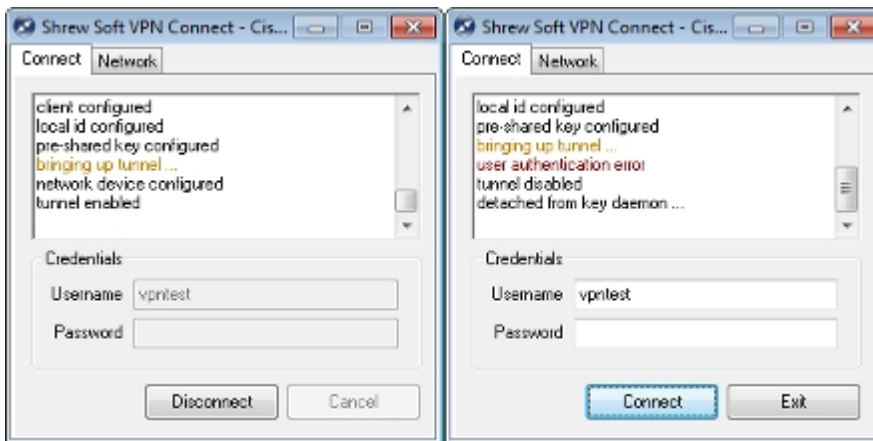 Shrew Soft VPN Connect - Cis...
Connect
Network
client configured
local id configured
pre-shared key configured
bringing up tunnel ...
network device configured
tunnel enabled
Credentials
Username
vpntest
Password
Disconnect
Cancel
Shrew Soft VPN Connect - Cis...
Connect
Network
local id configured
pre-shared key configured
bringing up tunnel ...
user authentication error
tunnel disabled
detached from key daemon ...
Credentials
Username
vpntest
Password
Connect
Exit